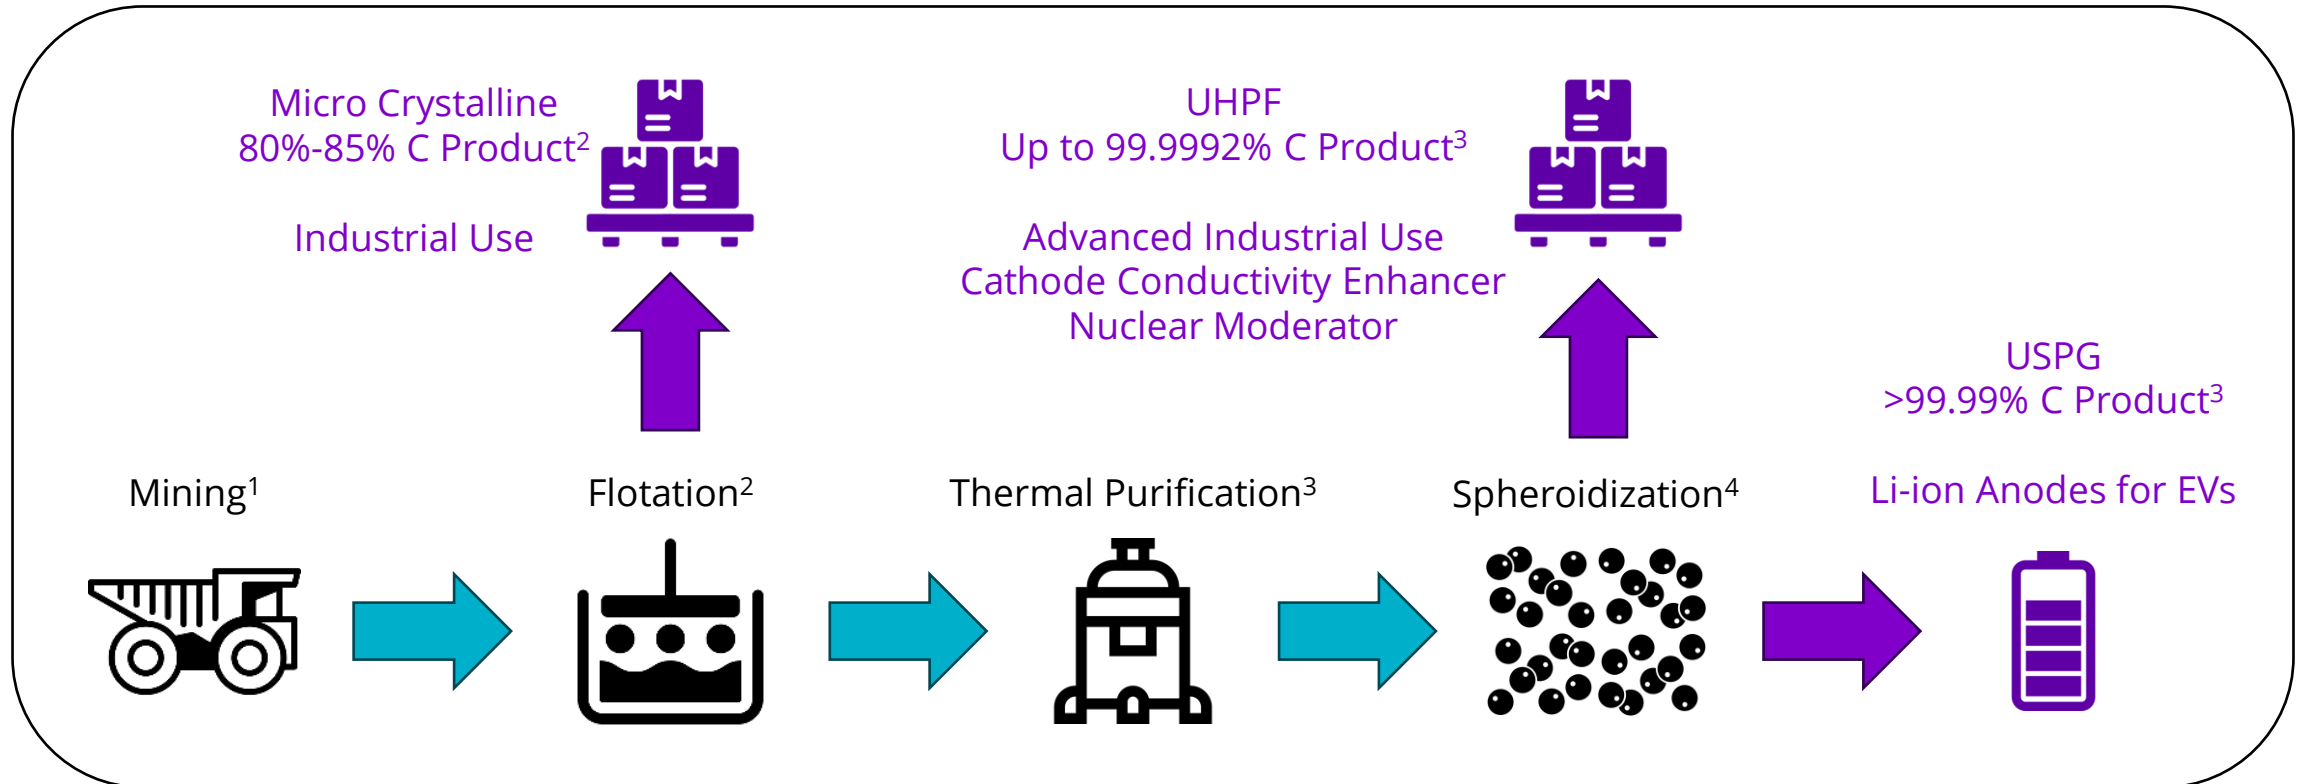 Micro Crystalline
80%-85% C Product²
Industrial Use
UHPF
Up to 99.9992% C Product³
Advanced Industrial Use
Cathode Conductivity Enhancer
Nuclear Moderator
USPG
>99.99% C Product³
Li-ion Anodes for EVs
Mining¹
Flotation²
Thermal Purification³
Spheroidization⁴